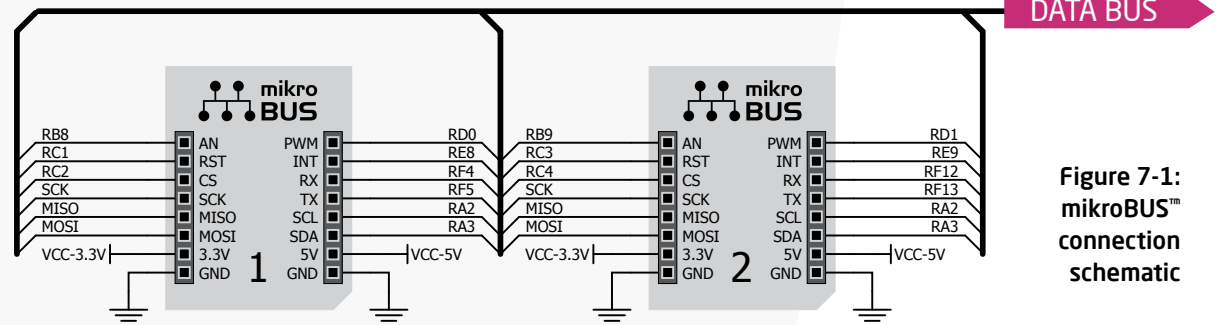 DATA BUS
mikro
BUS
RB8 AN PWM RD0
RC1 RST INT RE8
RC2 CS RX RF4
SCK SCK TX RF5
MISO MISO SCL RA2
MOSI MOSI SDA RA3
VCC-3.3V 3.3V 5V VCC-5V
GND 1 GND
mikro
BUS
RB9 AN PWM RD1
RC3 RST INT RE9
RC4 CS RX RF12
SCK SCK TX RF13
MISO MISO SCL RA2
MOSI MOSI SDA RA3
VCC-3.3V 3.3V 5V VCC-5V
GND 2 GND
Figure 7-1:
mikroBUS™
connection
schematic